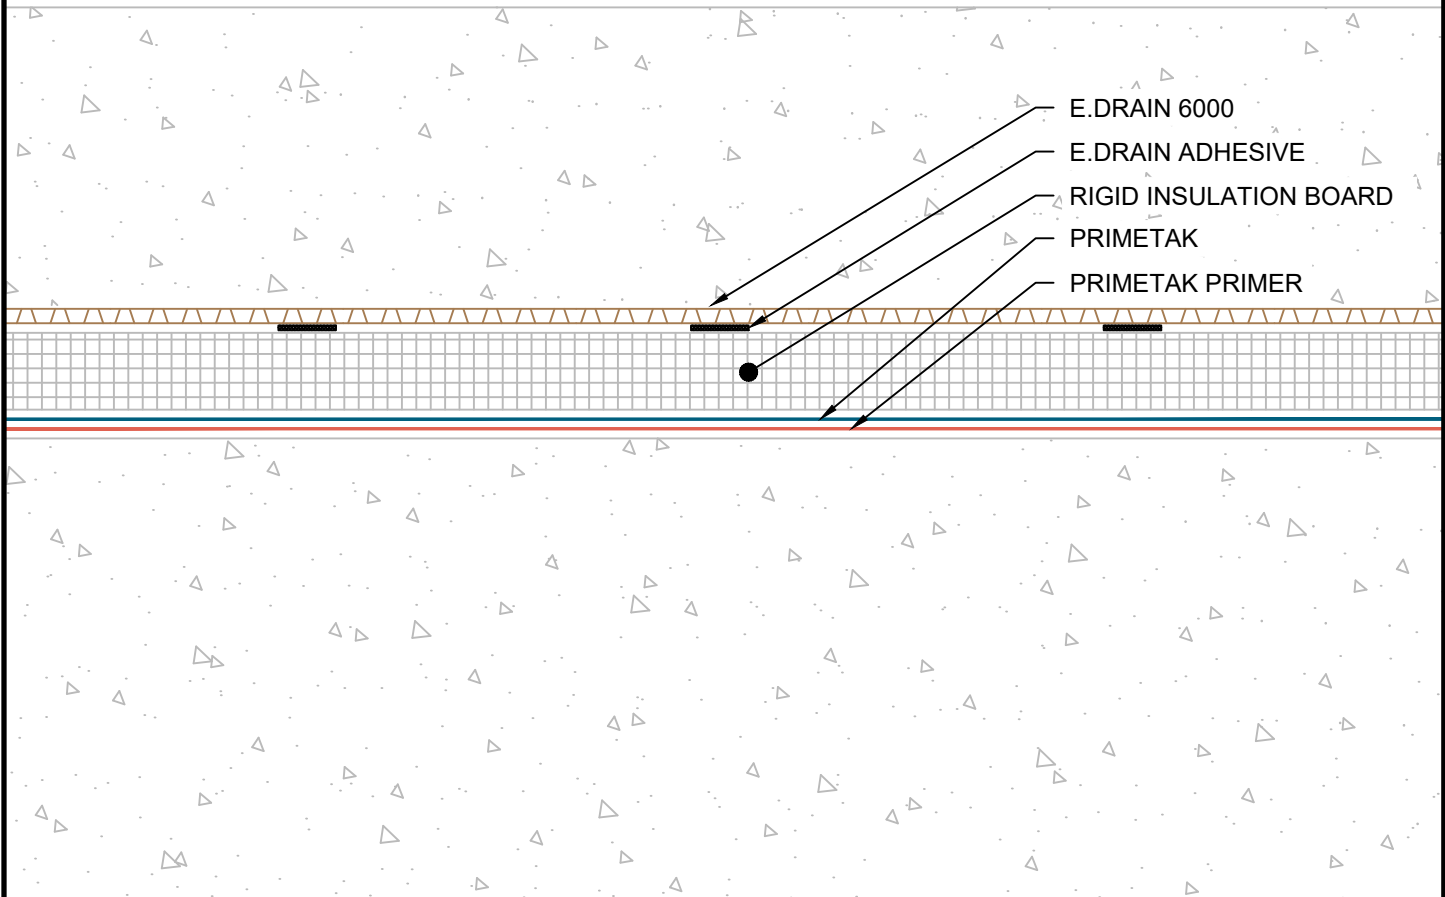 E.DRAIN 6000
E.DRAIN ADHESIVE
RIGID INSULATION BOARD
PRIMETAK
PRIMETAK PRIMER